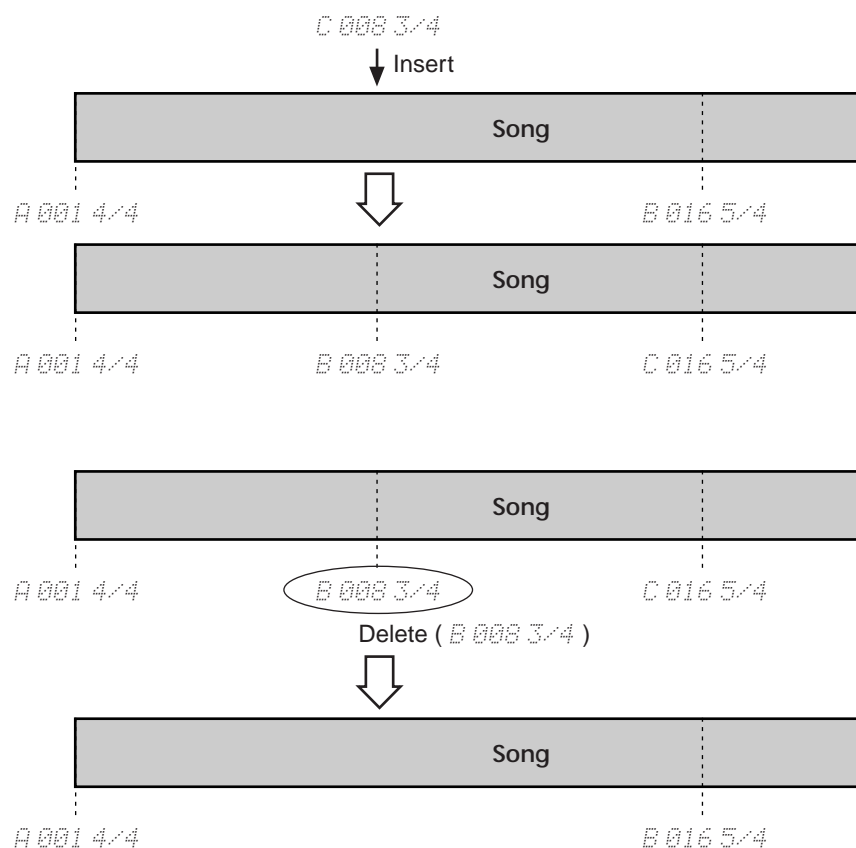 C 008 3/4
Insert
Song
A 001 4/4 B 016 5/4
Song
A 001 4/4 B 008 3/4 C 016 5/4
Song
A 001 4/4 B 008 3/4 C 016 5/4
Delete ( B 008 3/4 )
Song
A 001 4/4 B 016 5/4